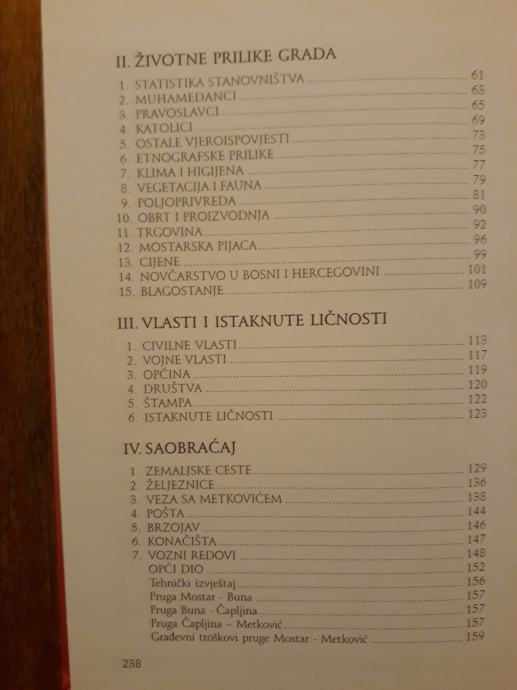 II. ŽIVOTNE PRILIKE GRADA
1. STATISTIKA STANOVNIŠTVA 61
2. MUHAMEDANCI 63
3. PRAVOSLAVCI 65
4. KATOLICI 69
5. OSTALE VJEROISPOVJESTI 73
6. ETNOGRAFSKE PRILIKE 75
7. KLIMA I HIGIJENA 77
8. VEGETACIJA I FAUNA 79
9. POLJOPRIVREDA 81
10. OBRT I PROIZVODNJA 90
11. TRGOVINA 92
12. MOSTARSKA PIJACA 96
13. CIJENE 99
14. NOVČARSTVO U BOSNI I HERCEGOVINI 101
15. BLAGOSTANJE 109
III. VLASTI I ISTAKNUTE LIČNOSTI
1. CIVILNE VLASTI 113
2. VOJNE VLASTI 117
3. OPĆINA 119
4. DRUŠTVA 120
5. ŠTAMPA 122
6. ISTAKNUTE LIČNOSTI 123
IV. SAOBRAĆAJ
1. ZEMALJSKE CESTE 129
2. ŽELJEZNICE 136
3. VEZA SA METKOVIĆEM 138
4. POŠTA 144
5. BRZOJAV 146
6. KONAČIŠTA 147
7. VOZNI REDOVI 148
OPĆI DIO 152
Tehnički izvještaj 156
Pruga Mostar - Buna 157
Pruga Buna - Čapljina 157
Pruga Čapljina – Metković 157
Građevni troškovi pruge Mostar - Metković 159
238